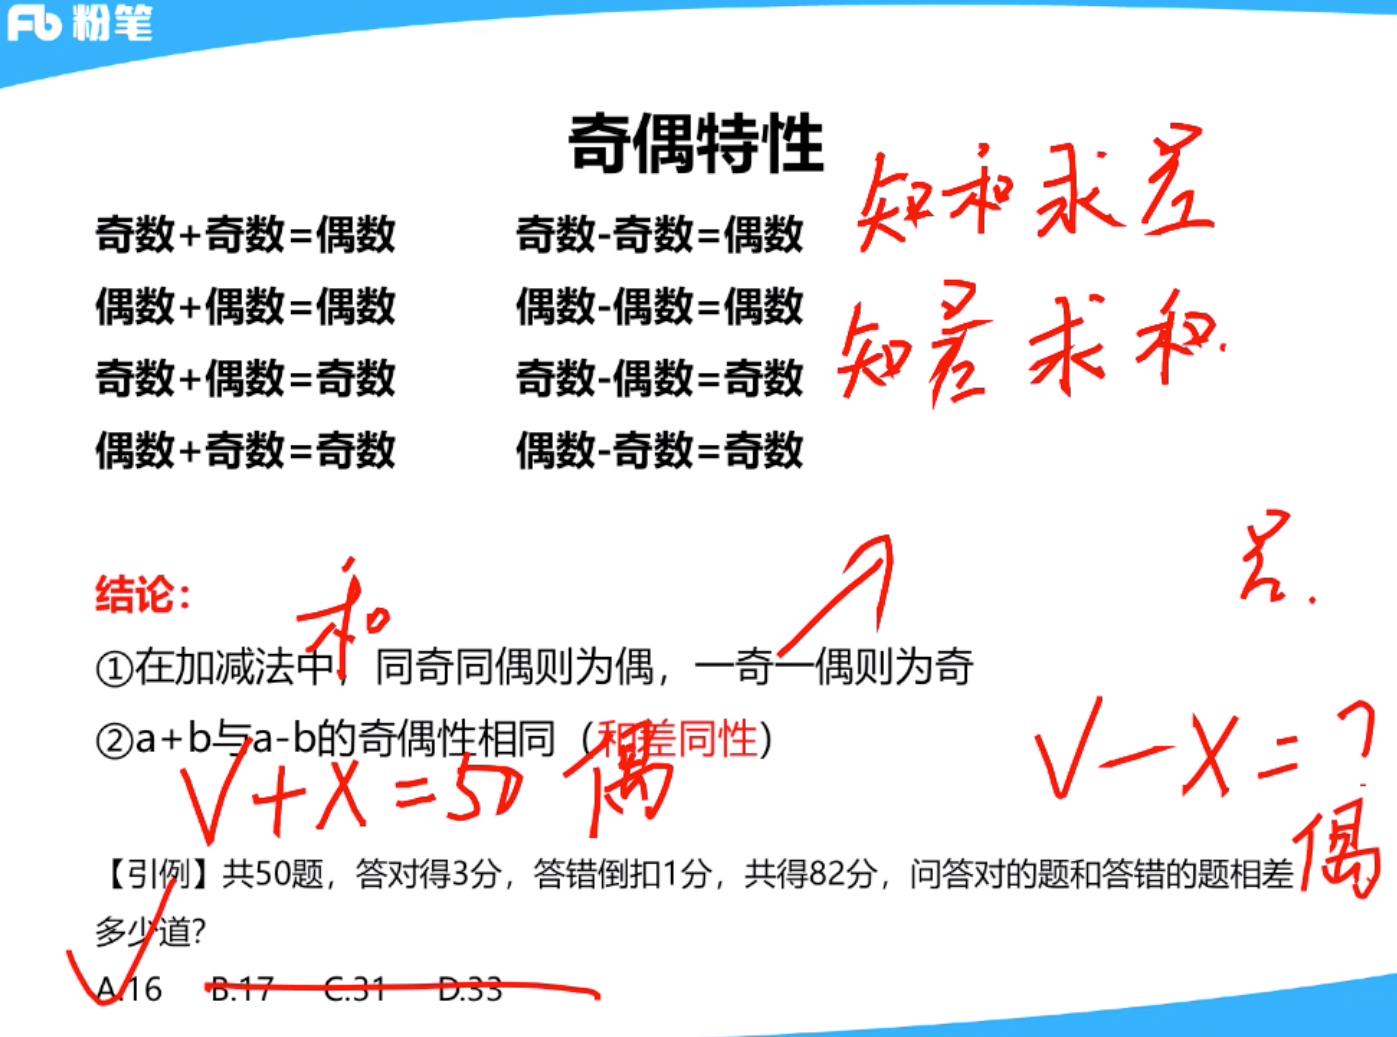 粉笔
奇偶特性
知和求差
奇数+奇数=偶数 奇数-奇数=偶数
偶数+偶数=偶数 偶数-偶数=偶数
知差求和
奇数+偶数=奇数 奇数-偶数=奇数
偶数+奇数=奇数 偶数-奇数=奇数
差
结论：
和
①在加减法中，同奇同偶则为偶，一奇一偶则为奇
②a+b与a-b的奇偶性相同（和差同性）
√+X=50 偶
√-X=?
偶
【引例】共50题，答对得3分，答错倒扣1分，共得82分，问答对的题和答错的题相差
多少道？
A.16 B.17 C.31 D.33